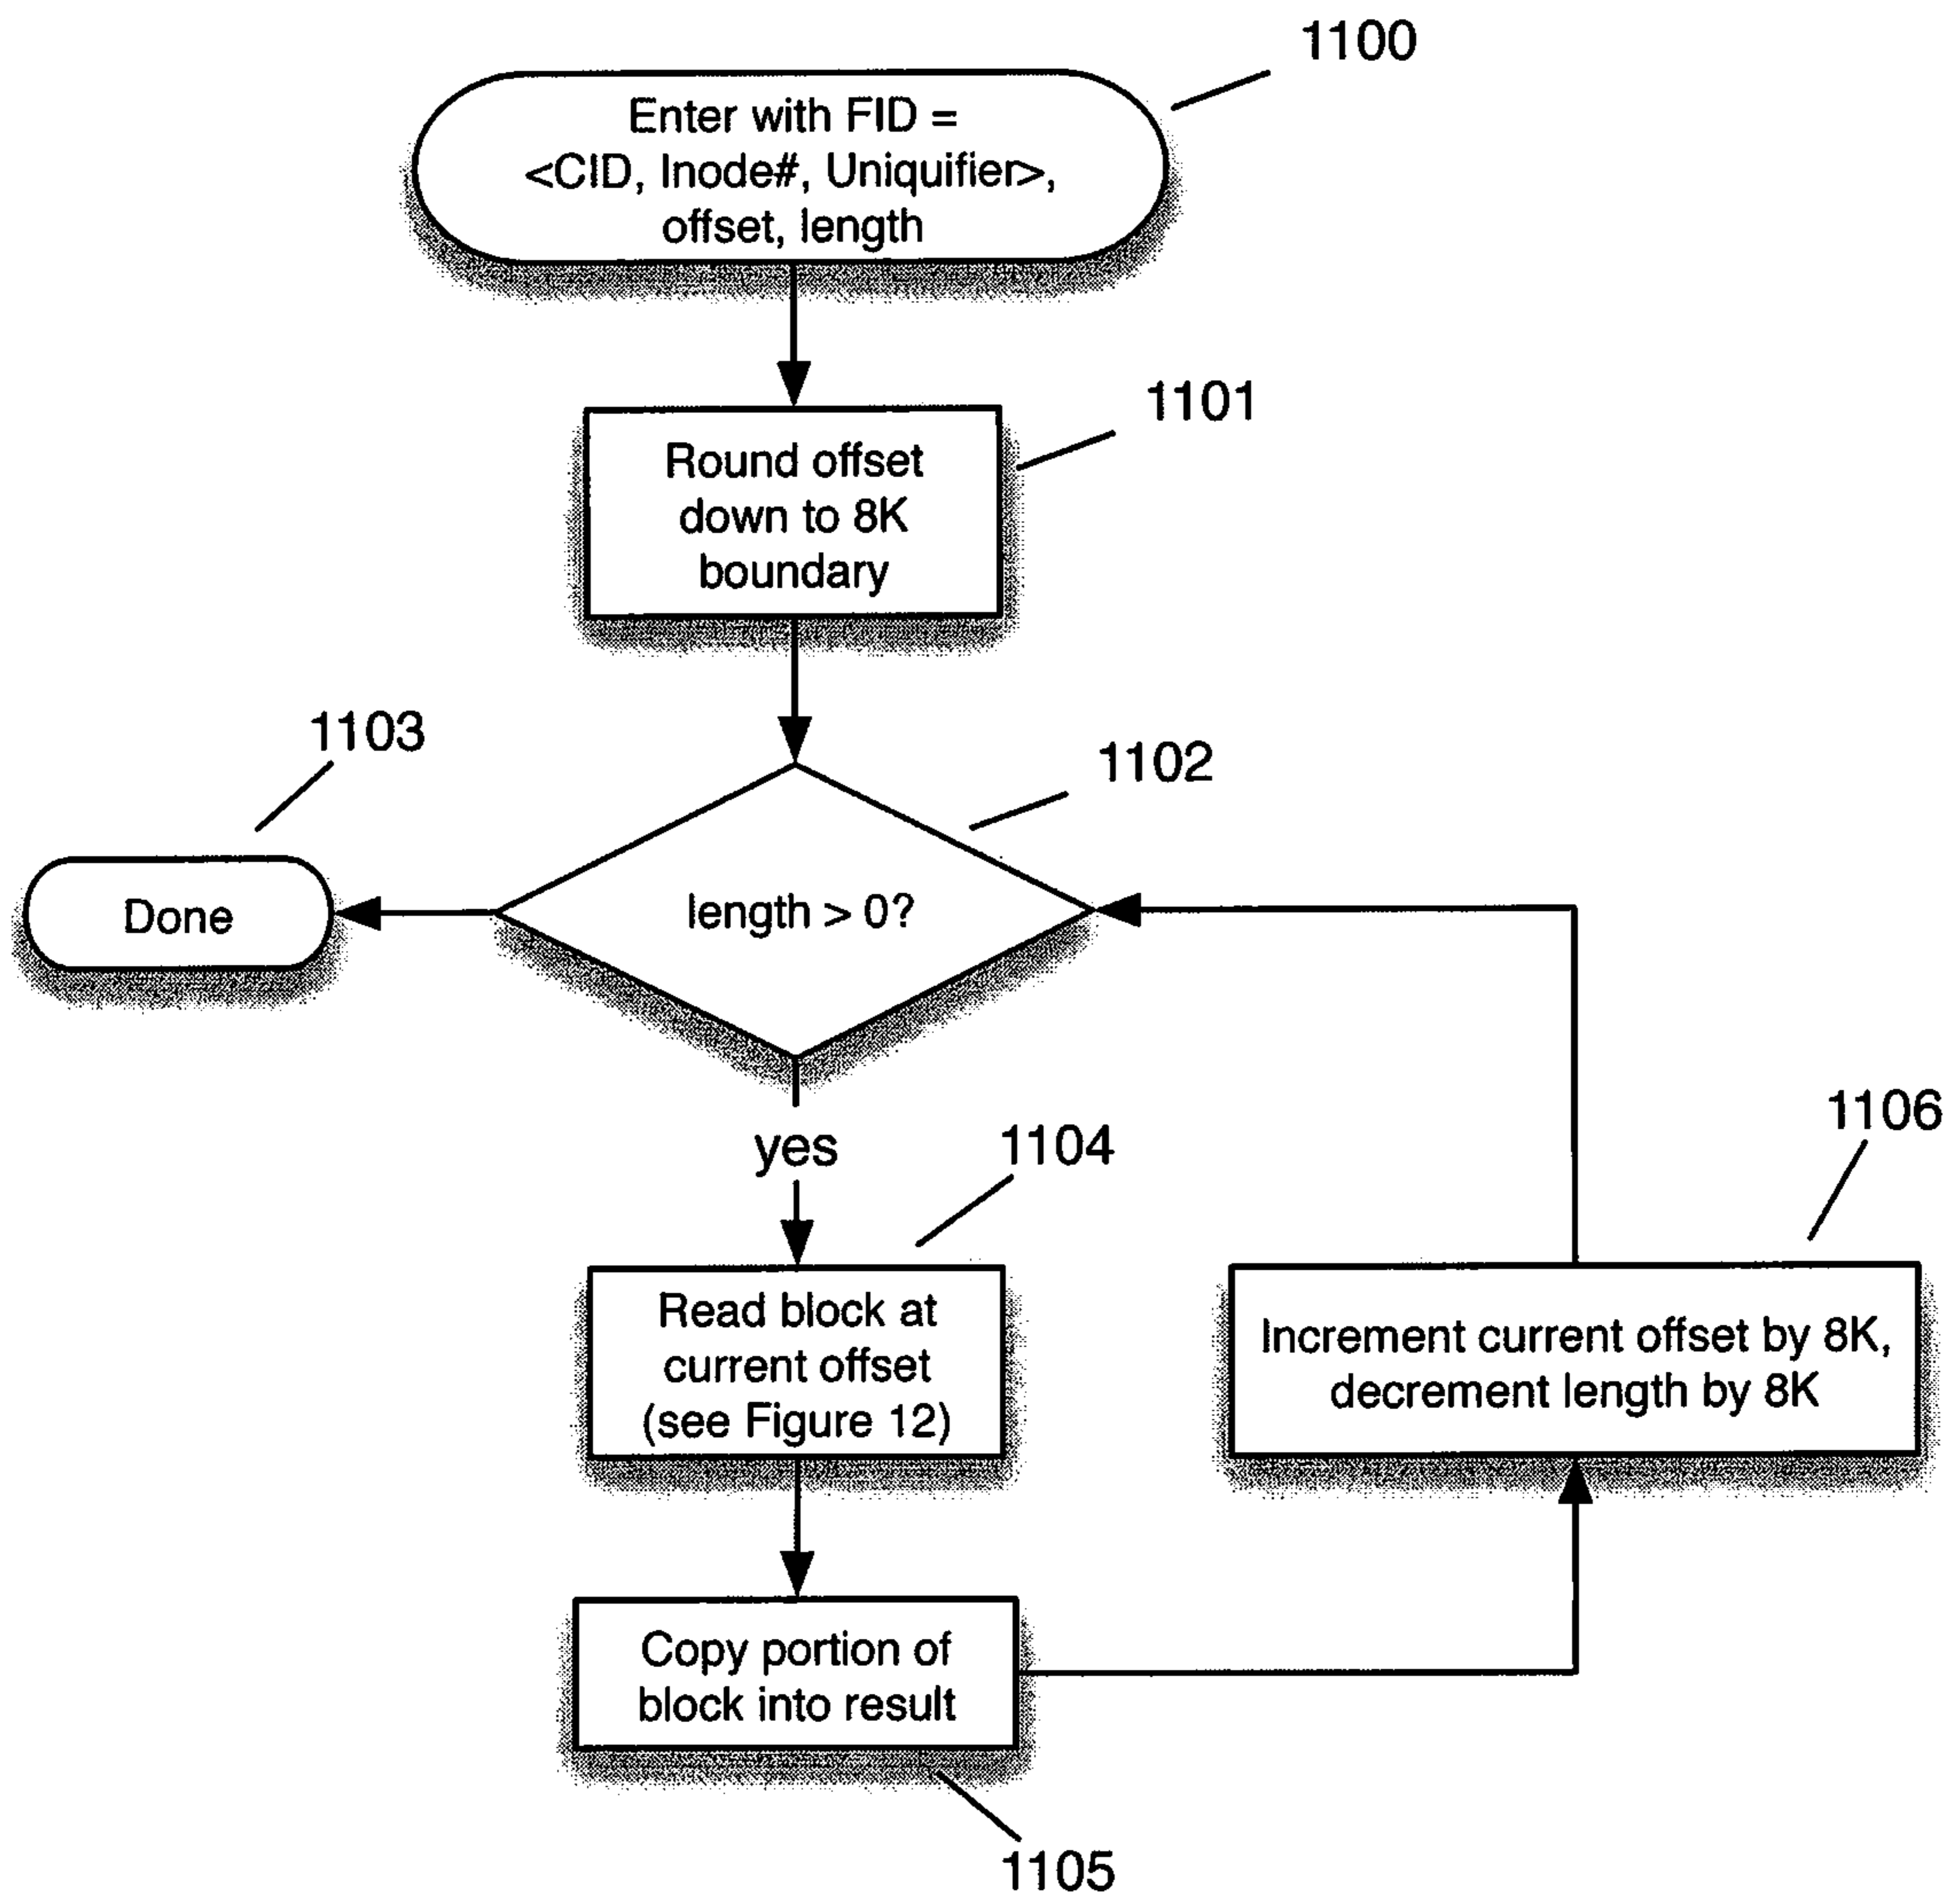 1100
Enter with FID =
<CID, Inode#, Uniquifier>,
offset, length
1101
Round offset
down to 8K
boundary
1103
1102
Done
length > 0?
yes
1104
1106
Read block at
current offset
(see Figure 12)
Increment current offset by 8K,
decrement length by 8K
Copy portion of
block into result
1105